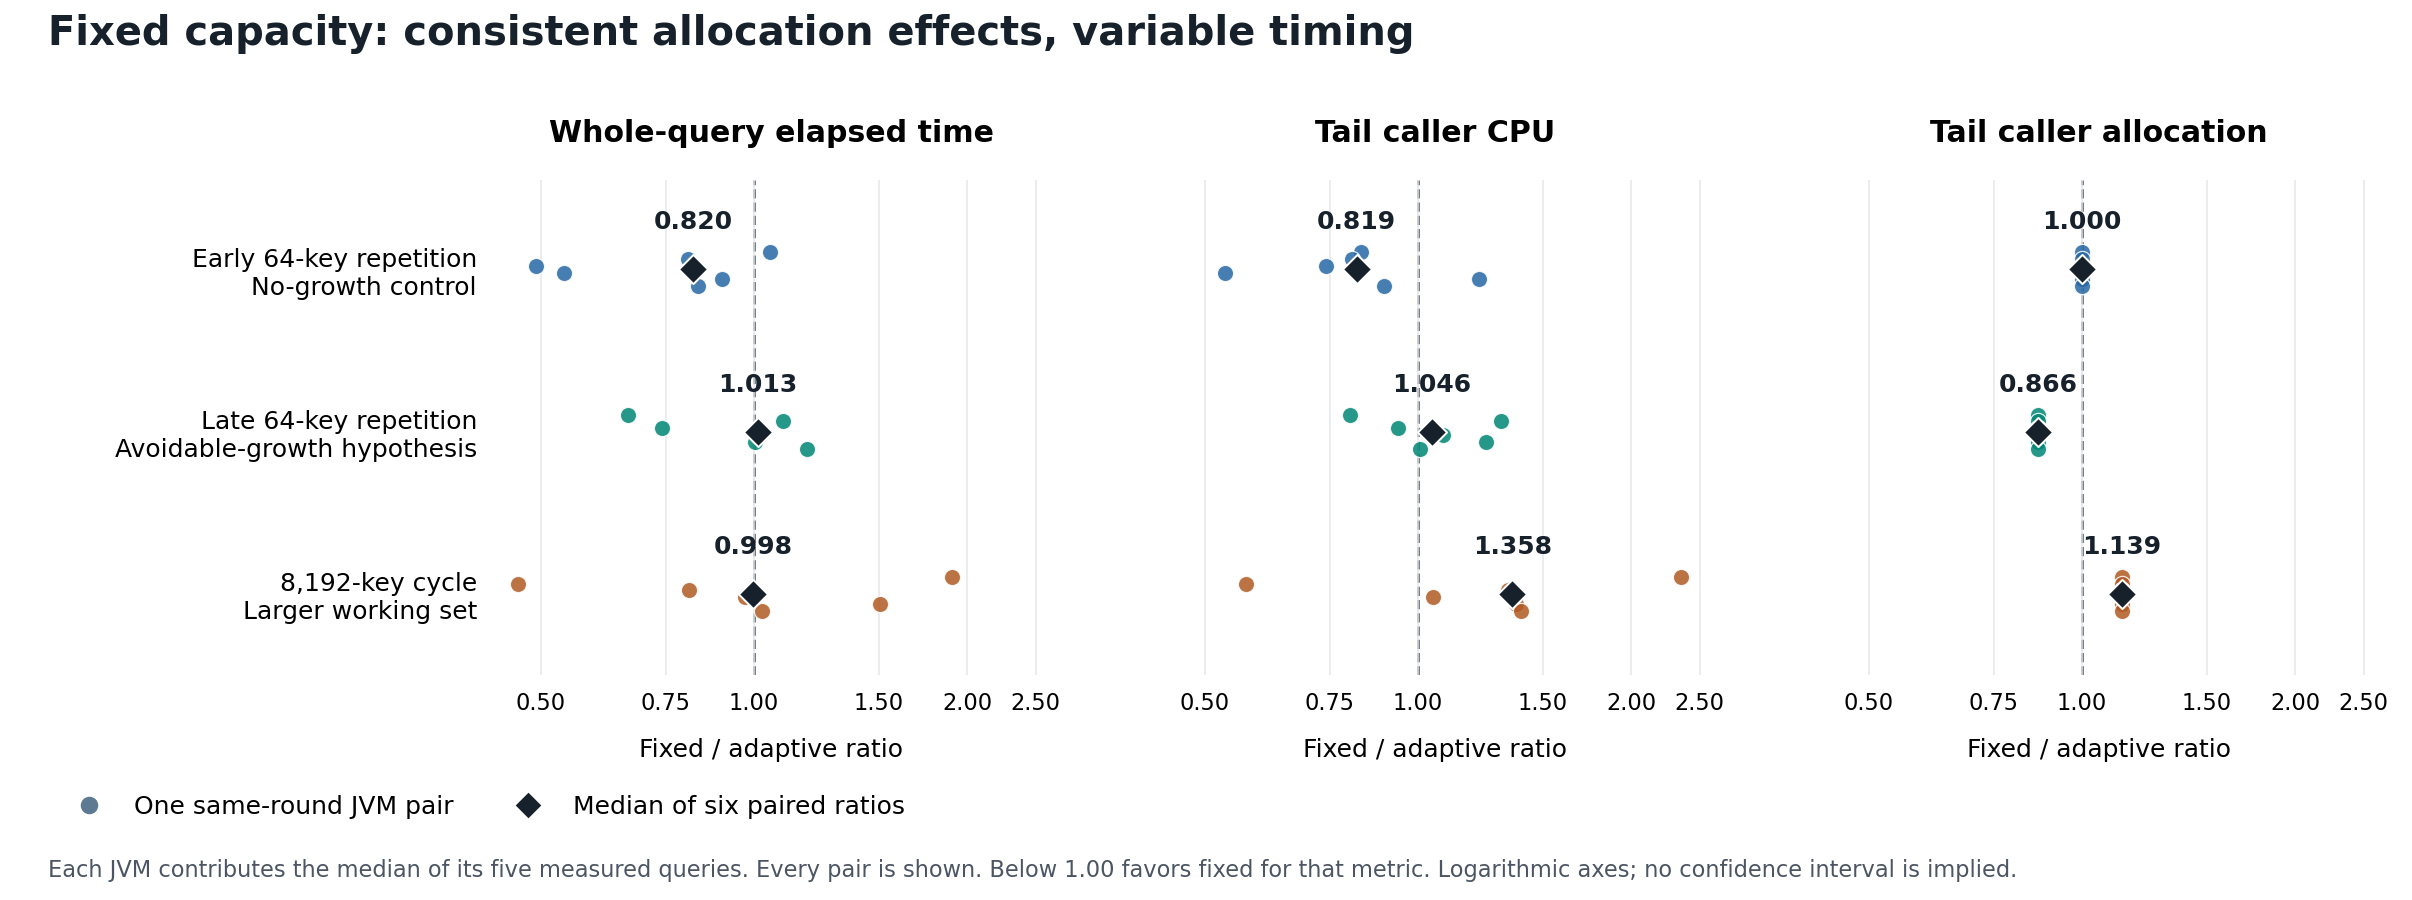 Fixed capacity: consistent allocation effects, variable timing
Whole-query elapsed time
Tail caller CPU
Tail caller allocation
Early 64-key repetition
No-growth control
0.820
0.819
1.000
Late 64-key repetition
Avoidable-growth hypothesis
1.013
1.046
0.866
8,192-key cycle
Larger working set
0.998
1.358
1.139
0.50 0.75 1.00 1.50 2.00 2.50
0.50 0.75 1.00 1.50 2.00 2.50
0.50 0.75 1.00 1.50 2.00 2.50
Fixed / adaptive ratio
Fixed / adaptive ratio
Fixed / adaptive ratio
One same-round JVM pair
Median of six paired ratios
Each JVM contributes the median of its five measured queries. Every pair is shown. Below 1.00 favors fixed for that metric. Logarithmic axes; no confidence interval is implied.